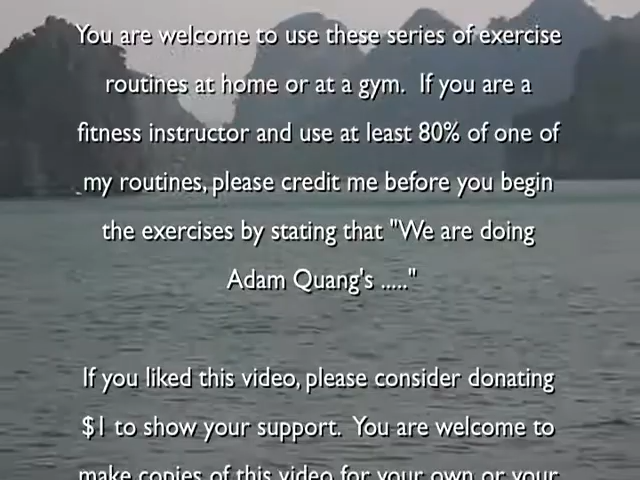 You are welcome to use these series of exercise
routines at home or at a gym.  If you are a
fitness instructor and use at least 80% of one of
my routines, please credit me before you begin
the exercises by stating that "We are doing
Adam Quang's ....."
If you liked this video, please consider donating
$1 to show your support.  You are welcome to
make copies of this video for your own or your